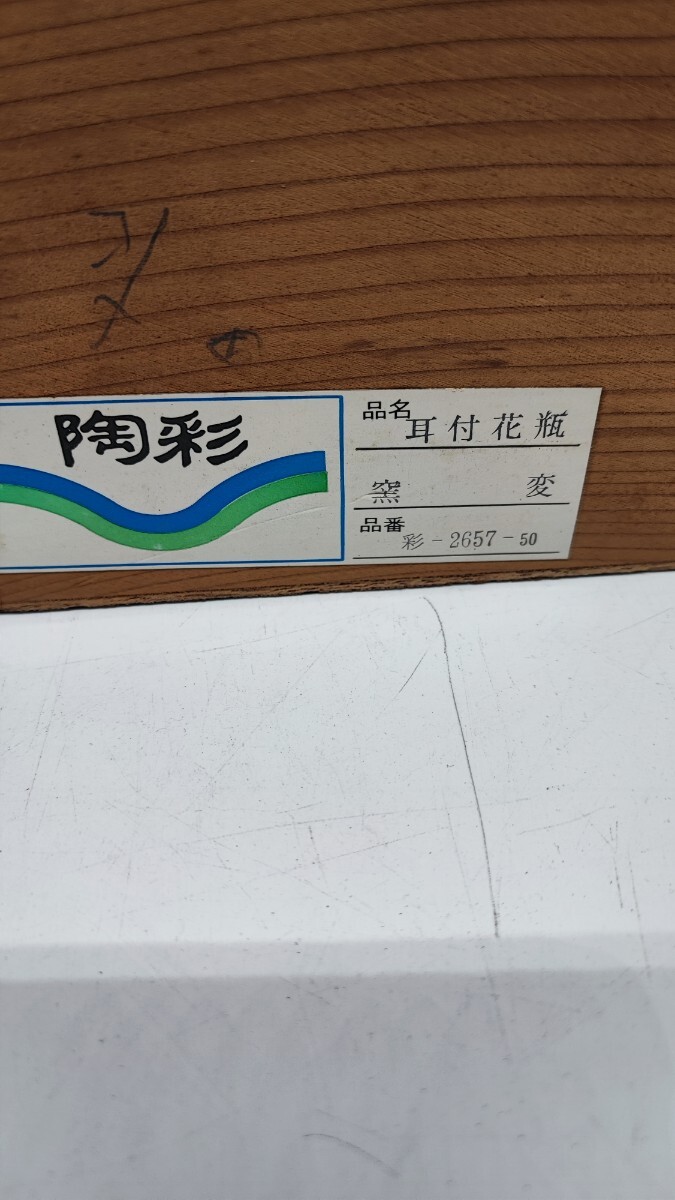 陶彩
品名 耳付花瓶
窯変
品番 彩-2657-50